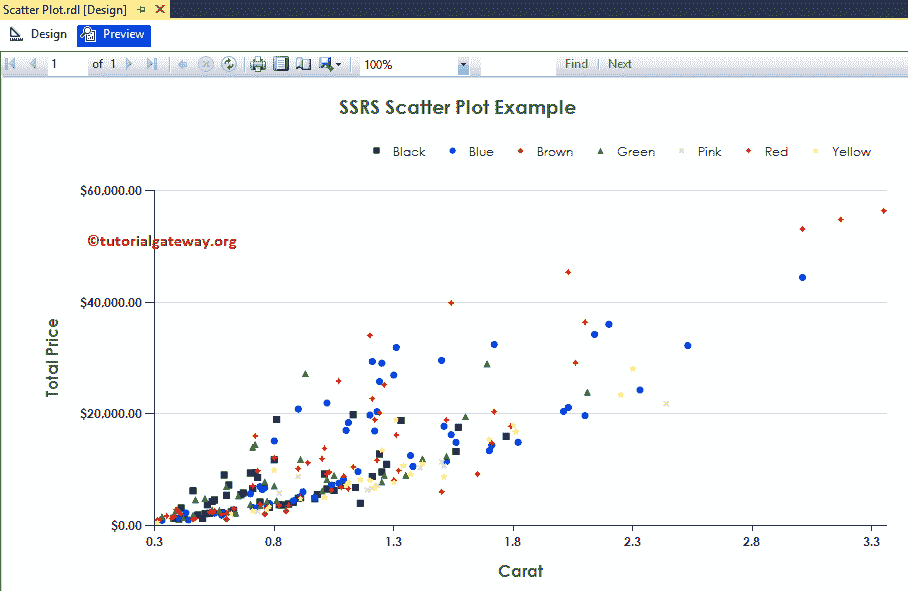 Scatter Plot.rdl [Design]
Design Preview
1 of 1 100% Find | Next
SSRS Scatter Plot Example
Black Blue Brown Green Pink Red Yellow
$60,000.00
©tutorialgateway.org
$40,000.00
Total Price
$20,000.00
$0.00
0.3 0.8 1.3 1.8 2.3 2.8 3.3
Carat